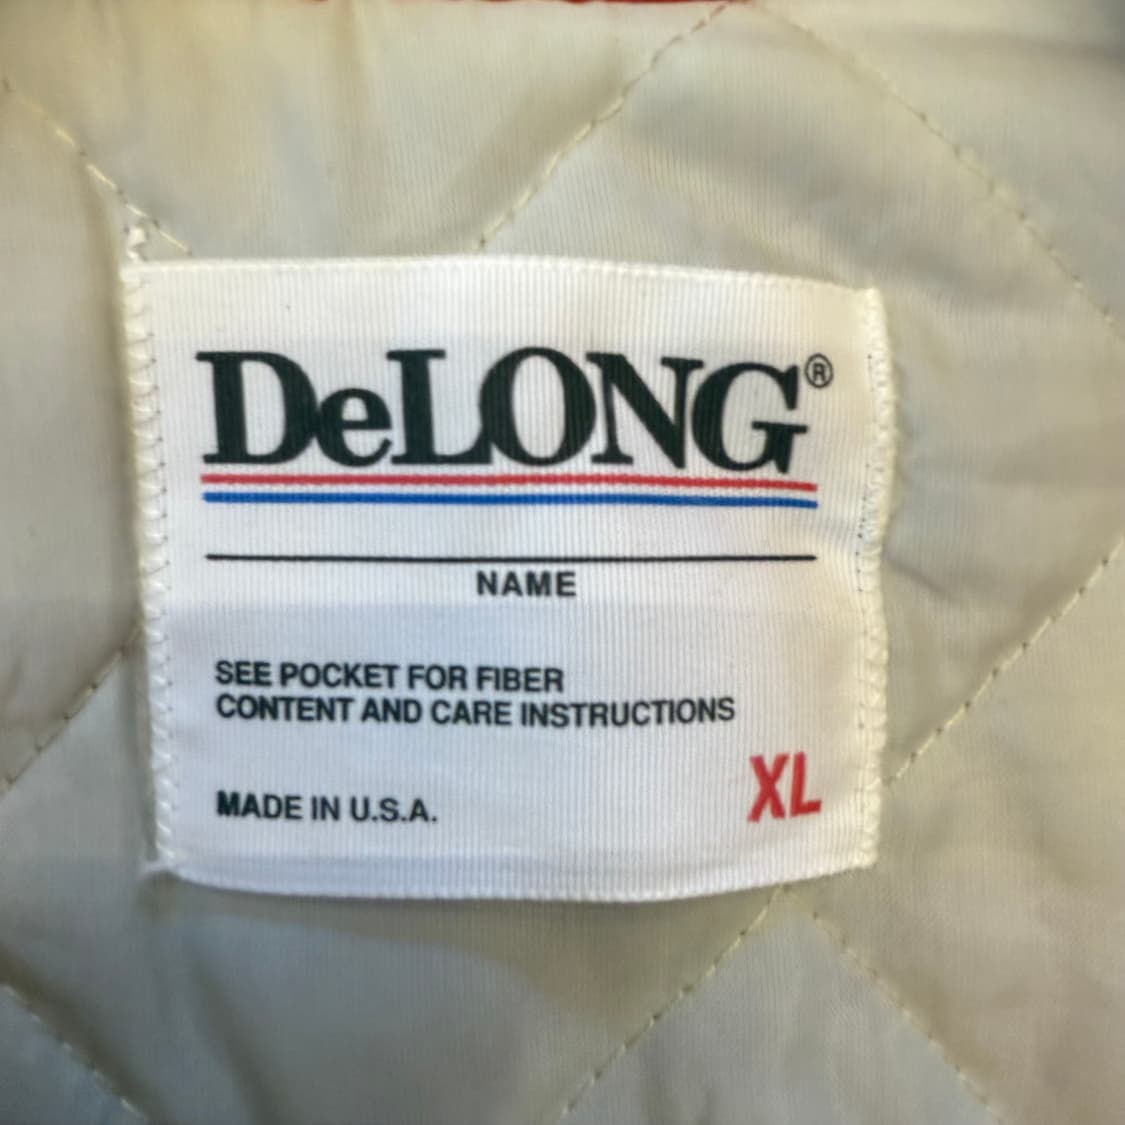 DeLONG®
NAME
SEE POCKET FOR FIBER
CONTENT AND CARE INSTRUCTIONS
XL
MADE IN U.S.A.